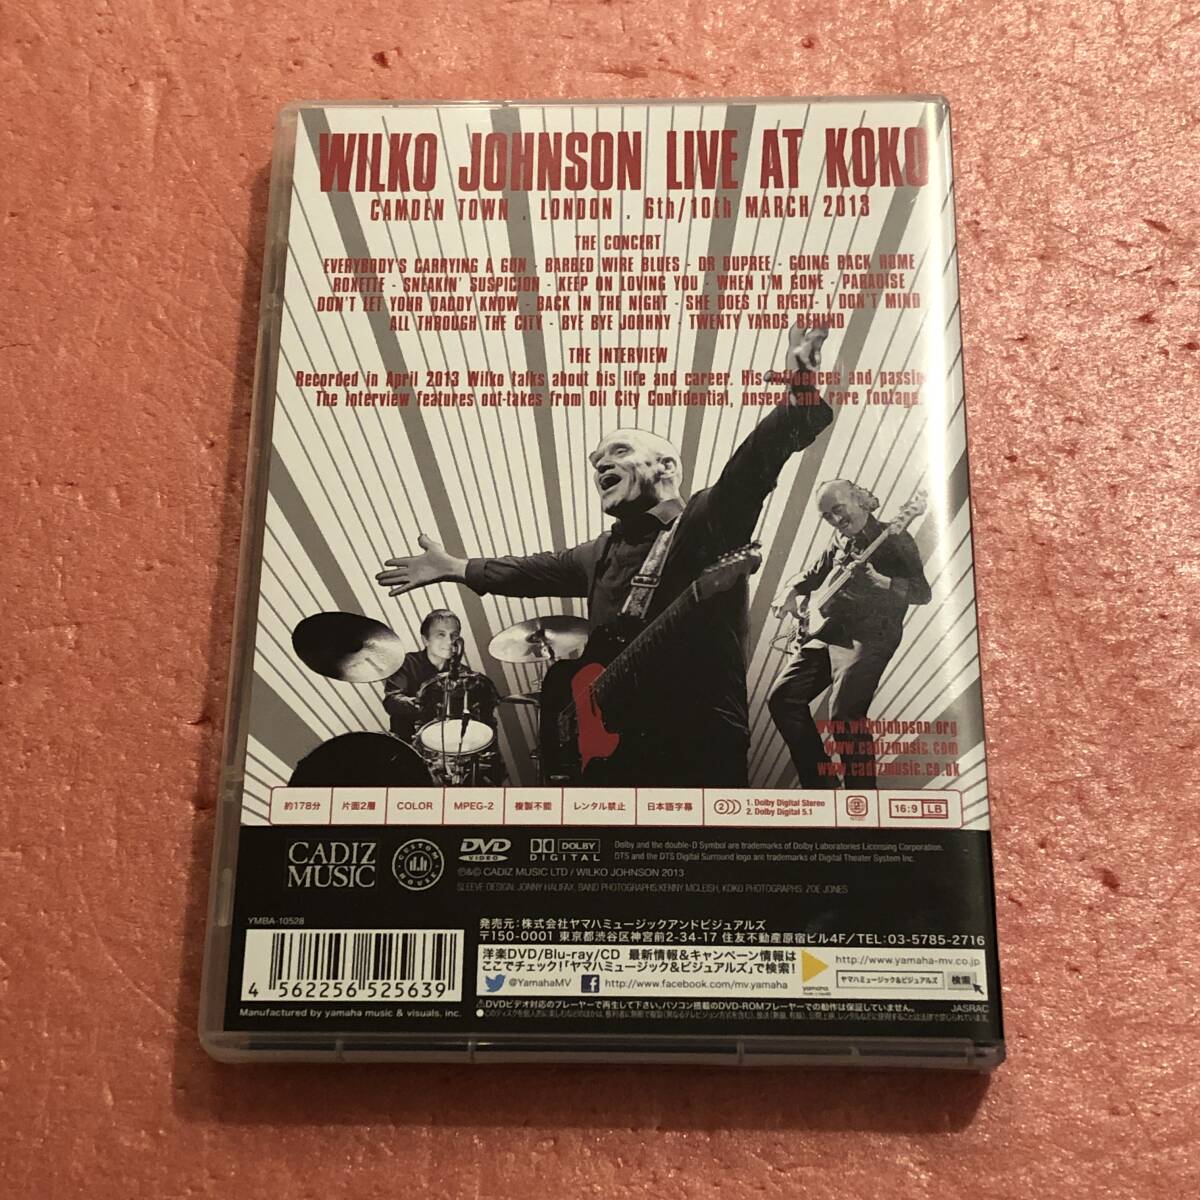 WILKO JOHNSON LIVE AT KOKO
CAMDEN TOWN . LONDON . 6th/10th MARCH 2013
THE CONCERT
EVERYBODY'S CARRYING A GUN - BARBED WIRE BLUES - DR DUPREE - GOING BACK HOME
ROXETTE - SNEAKIN' SUSPICION - KEEP ON LOVING YOU - WHEN I'M GONE - PARADISE
DON'T LET YOUR DADDY KNOW - BACK IN THE NIGHT - SHE DOES IT RIGHT- I DON'T MIND
ALL THROUGH THE CITY - BYE BYE JOHNNY - TWENTY YARDS BEHIND
THE INTERVIEW
Recorded in April 2013 Wilko talks about his life and career. His influences and passi
The interview features out-takes from Oil City Confidential, unseen and rare footage.
www.wilkojohnson.org
www.cadizmusic.com
www.cadizmusic.co.uk
約178分 片面2層 COLOR MPEG-2 複製不能 レンタル禁止 日本語字幕 2 1. Dolby Digital Stereo 2 16:9 LB
2. Dolby Digital 5.1
CADIZ MUSIC
CUSTOM HOUSE
DVD VIDEO
DOLBY DIGITAL
Dolby and the double-D Symbol are trademarks of Dolby Laboratories Licensing Corporation.
DTS and the DTS Digital Surround logo are trademarks of Digital Theater System Inc.
℗&© CADIZ MUSIC LTD / WILKO JOHNSON 2013
SLEEVE DESIGN: JONNY HALIFAX, BAND PHOTOGRAPHS:KENNY MCLEISH, KOKO PHOTOGRAPHS: ZOE JONES
YMBA-10528
4 562256 525639
Manufactured by yamaha music & visuals, inc.
発売元：株式会社ヤマハミュージックアンドビジュアルズ
〒150-0001 東京都渋谷区神宮前2-34-17 住友不動産原宿ビル4F／TEL：03-5785-2716
洋楽DVD/Blu-ray/CD 最新情報＆キャンペーン情報は
ここでチェック！「ヤマハミュージック＆ビジュアルズ」で検索！
@YamahaMV http://www.facebook.com/mv.yamaha
yamaha
http://www.yamaha-mv.co.jp
ヤマハミュージック＆ビジュアルズ 検索
⚠DVDビデオ対応のプレーヤーで再生して下さい。パソコン搭載のDVD-ROMプレーヤーでの動作は保証していません。
JASRAC